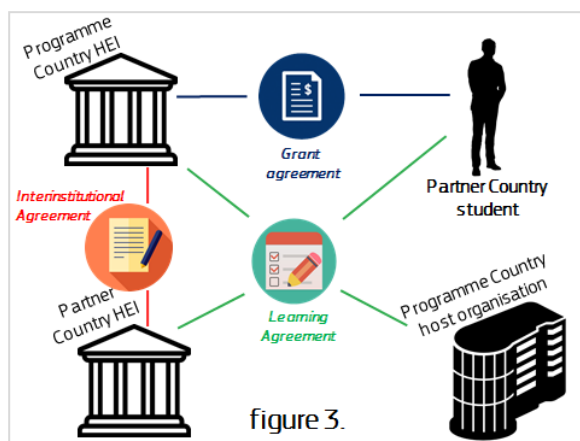 Programme
Country HEI
$
Grant
agreement
Partner Country
student
Interinstitutional
Agreement
Partner
Country HEI
Learning
Agreement
Programme Country
host organisation
figure 3.